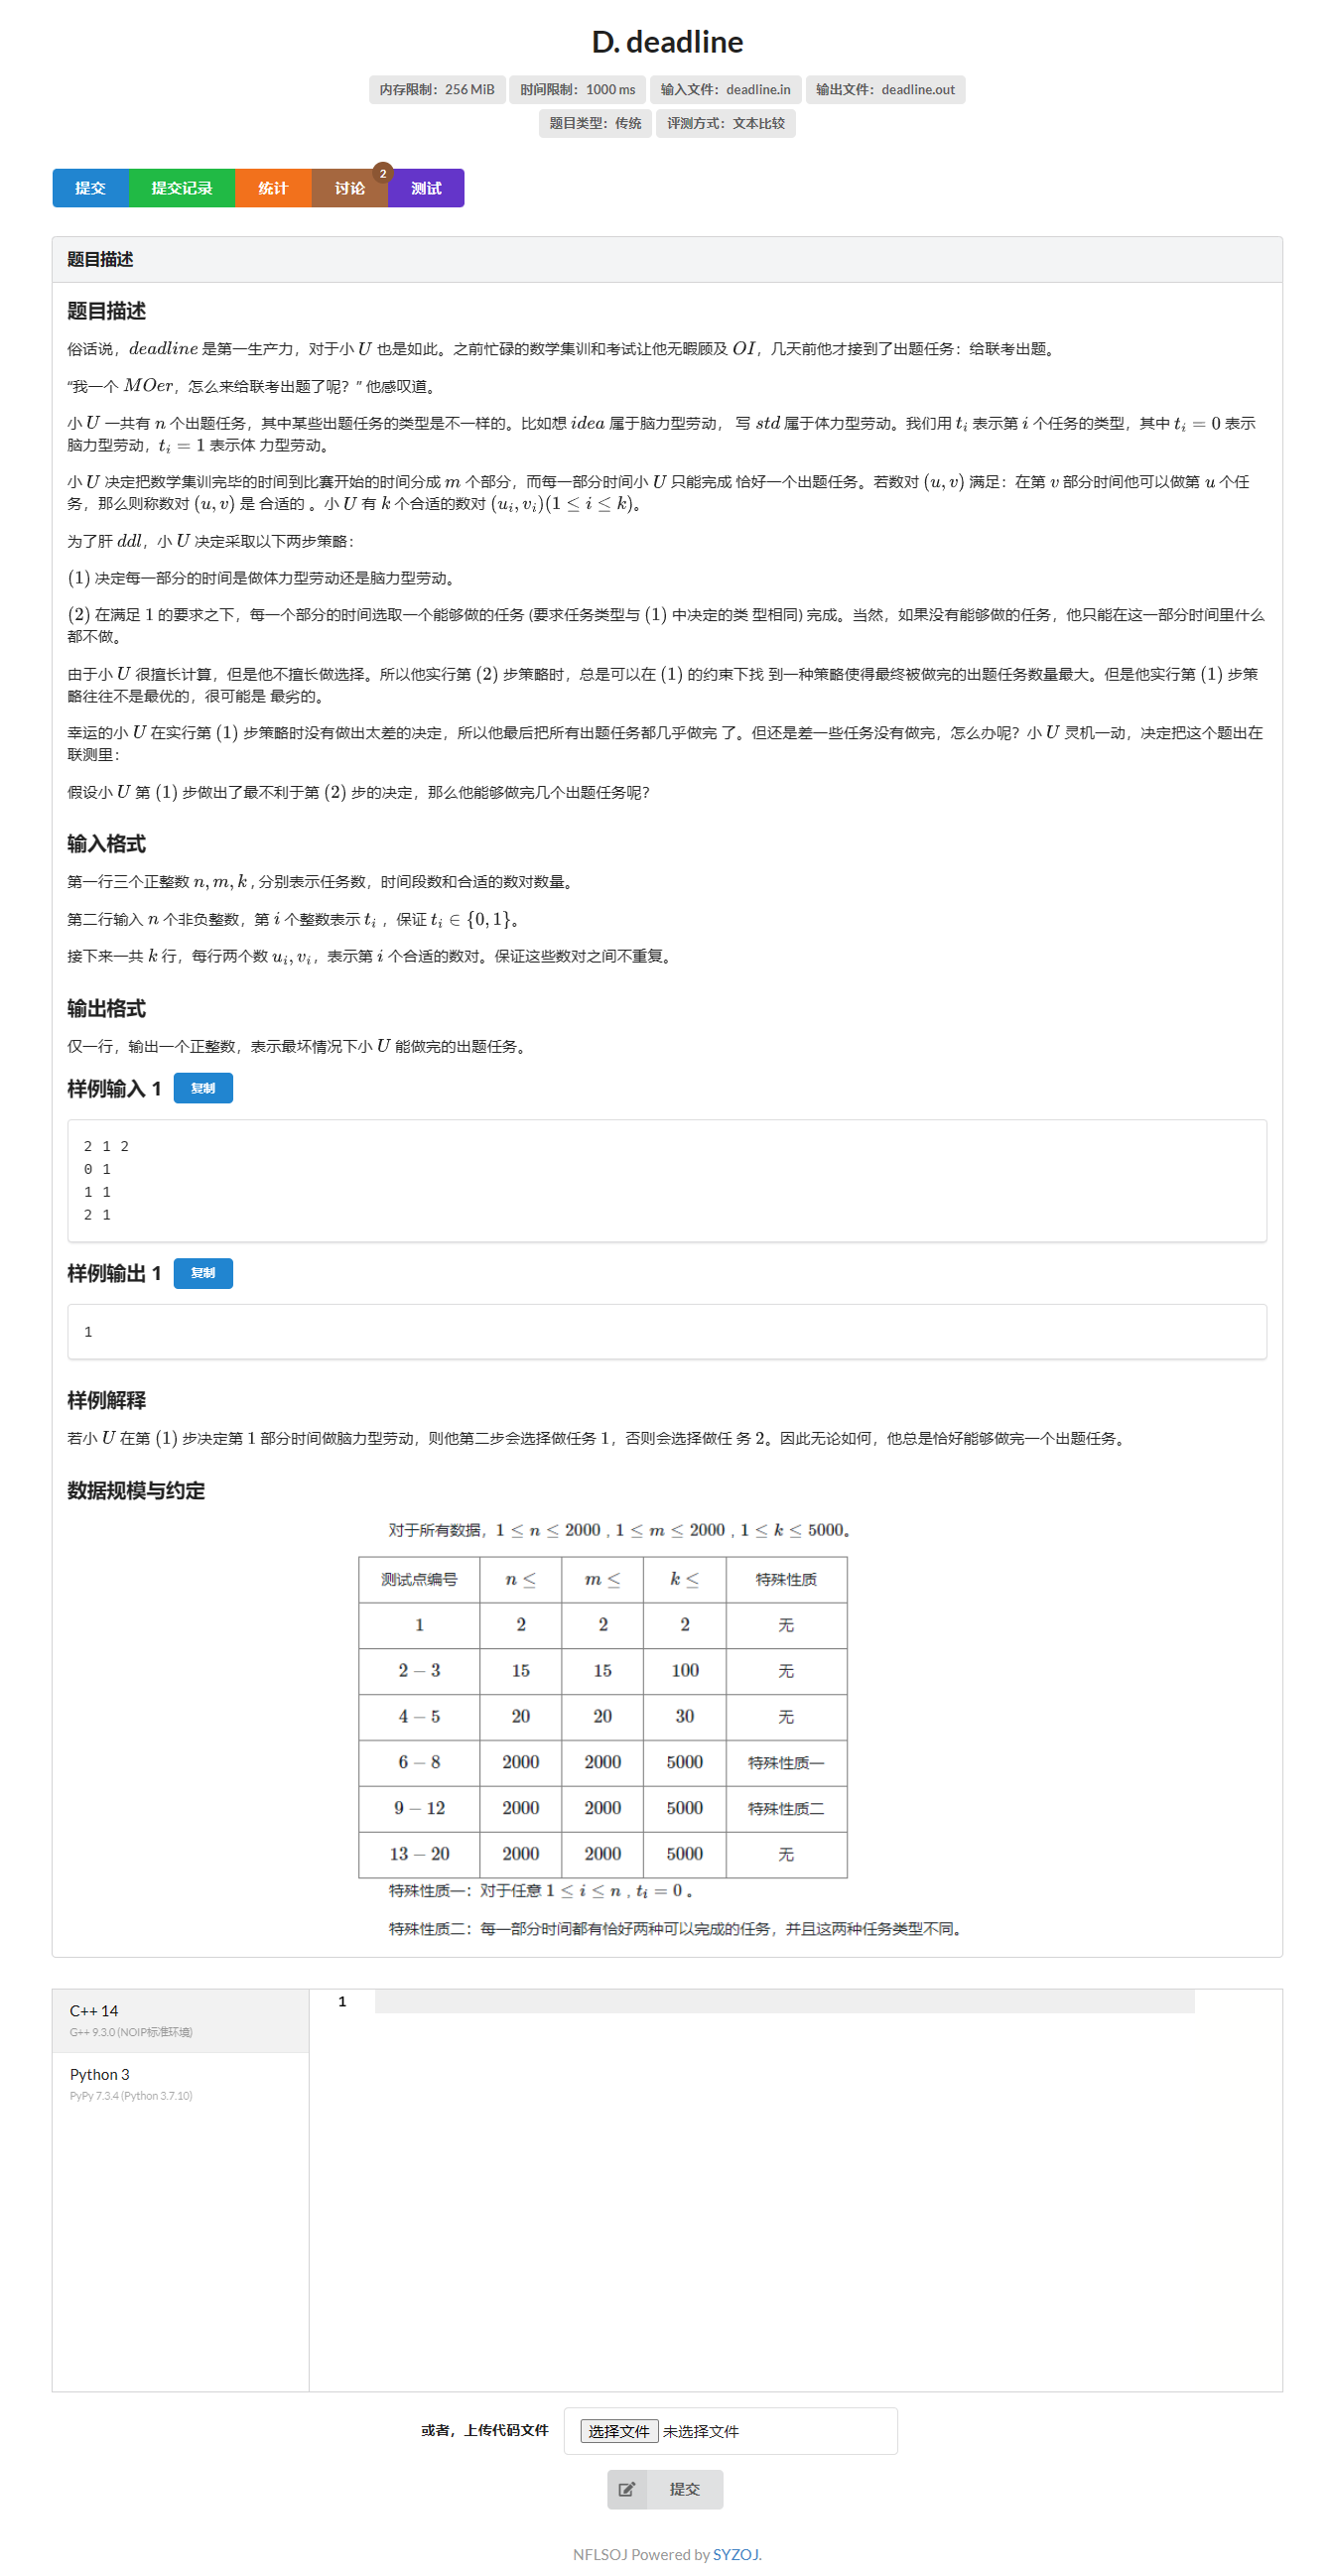 D. deadline
内存限制：256 MiB 时间限制：1000 ms 输入文件：deadline.in 输出文件：deadline.out
题目类型：传统 评测方式：文本比较
提交 提交记录 统计 讨论 2 测试
题目描述
题目描述
俗话说，deadline 是第一生产力，对于小 U 也是如此。之前忙碌的数学集训和考试让他无暇顾及 OI，几天前他才接到了出题任务：给联考出题。
“我一个 MOer，怎么来给联考出题了呢？” 他感叹道。
小 U 一共有 n 个出题任务，其中某些出题任务的类型是不一样的。比如想 idea 属于脑力型劳动， 写 std 属于体力型劳动。我们用 t_i 表示第 i 个任务的类型，其中 t_i = 0 表示
脑力型劳动，t_i = 1 表示体 力型劳动。
小 U 决定把数学集训完毕的时间到比赛开始的时间分成 m 个部分，而每一部分时间小 U 只能完成 恰好一个出题任务。若数对 (u, v) 满足：在第 v 部分时间他可以做第 u 个任
务，那么则称数对 (u, v) 是 合适的 。小 U 有 k 个合适的数对 (u_i, v_i)(1 ≤ i ≤ k)。
为了肝 ddl，小 U 决定采取以下两步策略：
(1) 决定每一部分的时间是做体力型劳动还是脑力型劳动。
(2) 在满足 1 的要求之下，每一个部分的时间选取一个能够做的任务 (要求任务类型与 (1) 中决定的类 型相同) 完成。当然，如果没有能够做的任务，他只能在这一部分时间里什么
都不做。
由于小 U 很擅长计算，但是他不擅长做选择。所以他实行第 (2) 步策略时，总是可以在 (1) 的约束下找 到一种策略使得最终被做完的出题任务数量最大。但是他实行第 (1) 步策
略往往不是最优的，很可能是 最劣的。
幸运的小 U 在实行第 (1) 步策略时没有做出太差的决定，所以他最后把所有出题任务都几乎做完 了。但还是差一些任务没有做完，怎么办呢？小 U 灵机一动，决定把这个题出在
联测里：
假设小 U 第 (1) 步做出了最不利于第 (2) 步的决定，那么他能够做完几个出题任务呢？
输入格式
第一行三个正整数 n, m, k , 分别表示任务数，时间段数和合适的数对数量。
第二行输入 n 个非负整数，第 i 个整数表示 t_i ，保证 t_i ∈ {0, 1}。
接下来一共 k 行，每行两个数 u_i, v_i，表示第 i 个合适的数对。保证这些数对之间不重复。
输出格式
仅一行，输出一个正整数，表示最坏情况下小 U 能做完的出题任务。
样例输入 1 复制
2 1 2
0 1
1 1
2 1
样例输出 1 复制
1
样例解释
若小 U 在第 (1) 步决定第 1 部分时间做脑力型劳动，则他第二步会选择做任务 1，否则会选择做任 务 2。因此无论如何，他总是恰好能够做完一个出题任务。
数据规模与约定
对于所有数据，1 ≤ n ≤ 2000 , 1 ≤ m ≤ 2000 , 1 ≤ k ≤ 5000。
测试点编号 n ≤ m ≤ k ≤ 特殊性质
1 2 2 2 无
2 − 3 15 15 100 无
4 − 5 20 20 30 无
6 − 8 2000 2000 5000 特殊性质一
9 − 12 2000 2000 5000 特殊性质二
13 − 20 2000 2000 5000 无
特殊性质一：对于任意 1 ≤ i ≤ n , t_i = 0 。
特殊性质二：每一部分时间都有恰好两种可以完成的任务，并且这两种任务类型不同。
C++ 14
G++ 9.3.0 (NOIP标准环境)
Python 3
PyPy 7.3.4 (Python 3.7.10)
1
或者，上传代码文件 选择文件 未选择文件
提交
NFLSOJ Powered by SYZOJ.